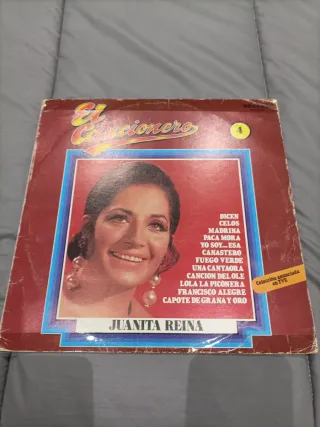 El
Cancionero
4
DICEN
CELOS
MADRINA
PACA MORA
YO SOY... ESA
CANASTERO
FUEGO VERDE
UNA CANTAORA
CANCION DEL OLE
LOLA LA PICONERA
FRANCISCO ALEGRE
CAPOTE DE GRANA Y ORO
Colección anunciada
en TVE
JUANITA REINA